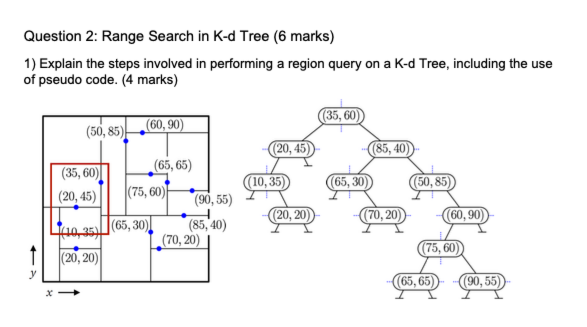 Question 2: Range Search in K-d Tree (6 marks)
1) Explain the steps involved in performing a region query on a K-d Tree, including the use
of pseudo code. (4 marks)
(60, 90)
(50, 85)
(65, 65)
(35, 60)
(75, 60)
(20, 45)
(90, 55)
(10, 35)
(65, 30)
(85, 40)
(70, 20)
(20, 20)
y
x
(35, 60)
(20, 45) (85, 40)
(10, 35) (65, 30) (50, 85)
(20, 20) (70, 20) (60, 90)
(75, 60)
(65, 65) (90, 55)